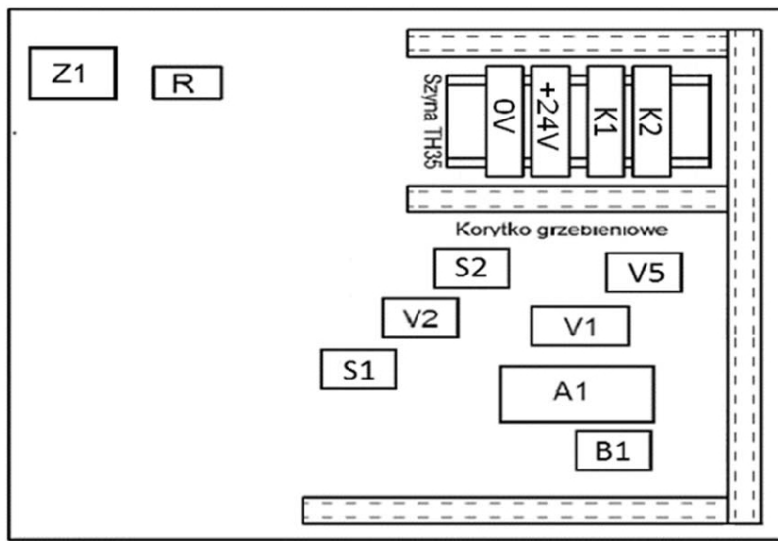 Z1
R
Szyna TH35
0V
+24V
K1
K2
Korytko grzebieniowe
S2
V5
V2
V1
S1
A1
B1